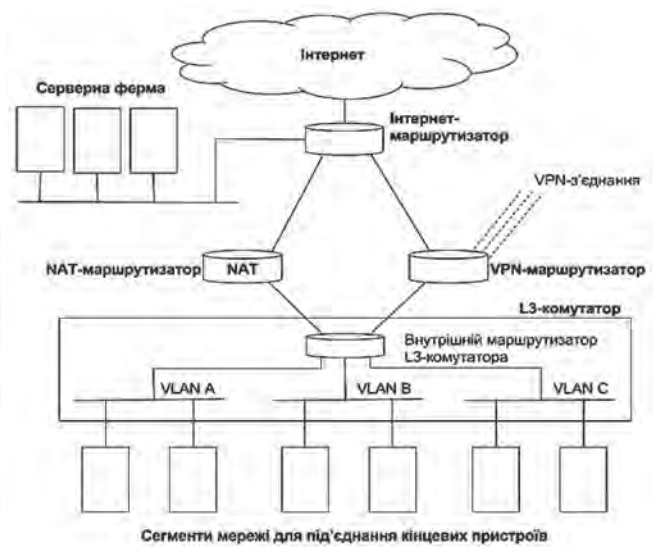 Інтернет
Серверна ферма
Інтернет-
маршрутизатор
VPN-з'єднання
NAT-маршрутизатор
NAT
VPN-маршрутизатор
L3-комутатор
Внутрішній маршрутизатор
L3-комутатора
VLAN A
VLAN B
VLAN C
Сегменти мережі для під'єднання кінцевих пристроїв